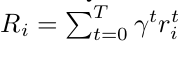 $R_i = \sum_{t=0}^{T} \gamma^t r_i^t$